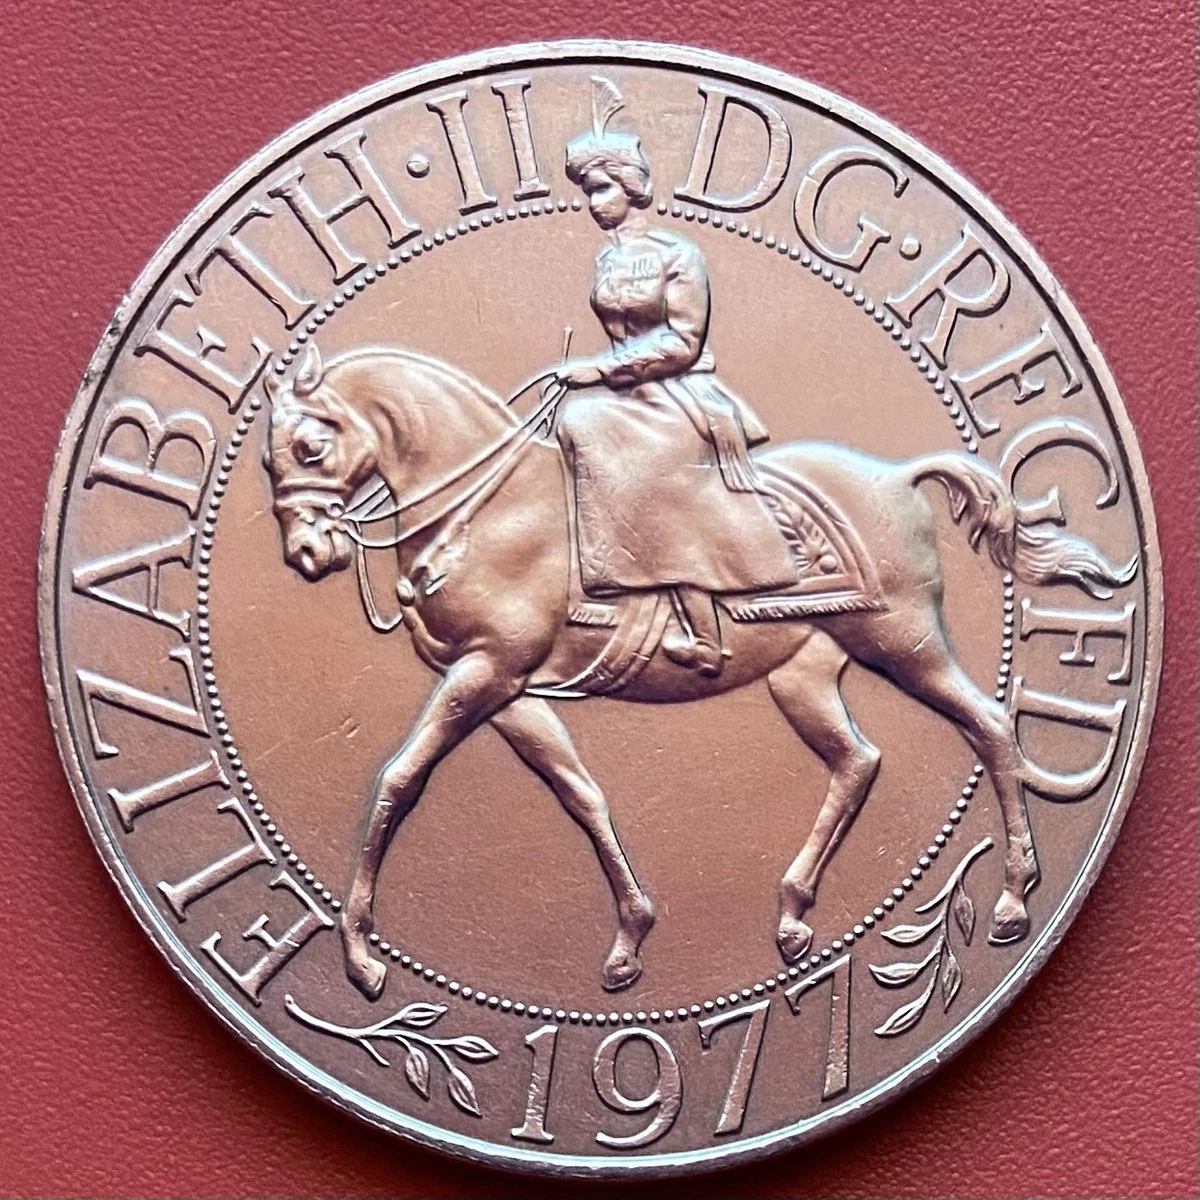 ELIZABETH·II DG·REG FD
1977